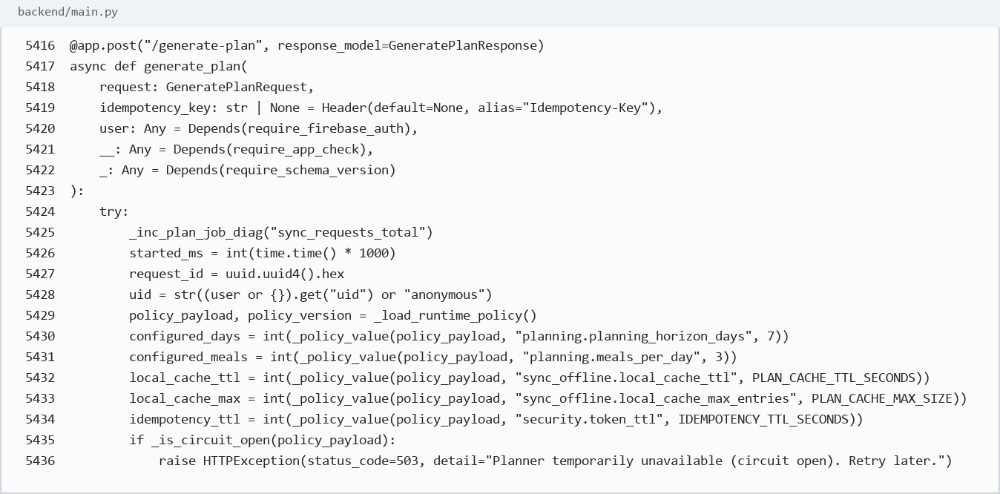 backend/main.py
5416 @app.post("/generate-plan", response_model=GeneratePlanResponse)
5417 async def generate_plan(
5418     request: GeneratePlanRequest,
5419     idempotency_key: str | None = Header(default=None, alias="Idempotency-Key"),
5420     user: Any = Depends(require_firebase_auth),
5421     __: Any = Depends(require_app_check),
5422     _: Any = Depends(require_schema_version)
5423 ):
5424     try:
5425         _inc_plan_job_diag("sync_requests_total")
5426         started_ms = int(time.time() * 1000)
5427         request_id = uuid.uuid4().hex
5428         uid = str((user or {}).get("uid") or "anonymous")
5429         policy_payload, policy_version = _load_runtime_policy()
5430         configured_days = int(_policy_value(policy_payload, "planning.planning_horizon_days", 7))
5431         configured_meals = int(_policy_value(policy_payload, "planning.meals_per_day", 3))
5432         local_cache_ttl = int(_policy_value(policy_payload, "sync_offline.local_cache_ttl", PLAN_CACHE_TTL_SECONDS))
5433         local_cache_max = int(_policy_value(policy_payload, "sync_offline.local_cache_max_entries", PLAN_CACHE_MAX_SIZE))
5434         idempotency_ttl = int(_policy_value(policy_payload, "security.token_ttl", IDEMPOTENCY_TTL_SECONDS))
5435         if _is_circuit_open(policy_payload):
5436             raise HTTPException(status_code=503, detail="Planner temporarily unavailable (circuit open). Retry later.")